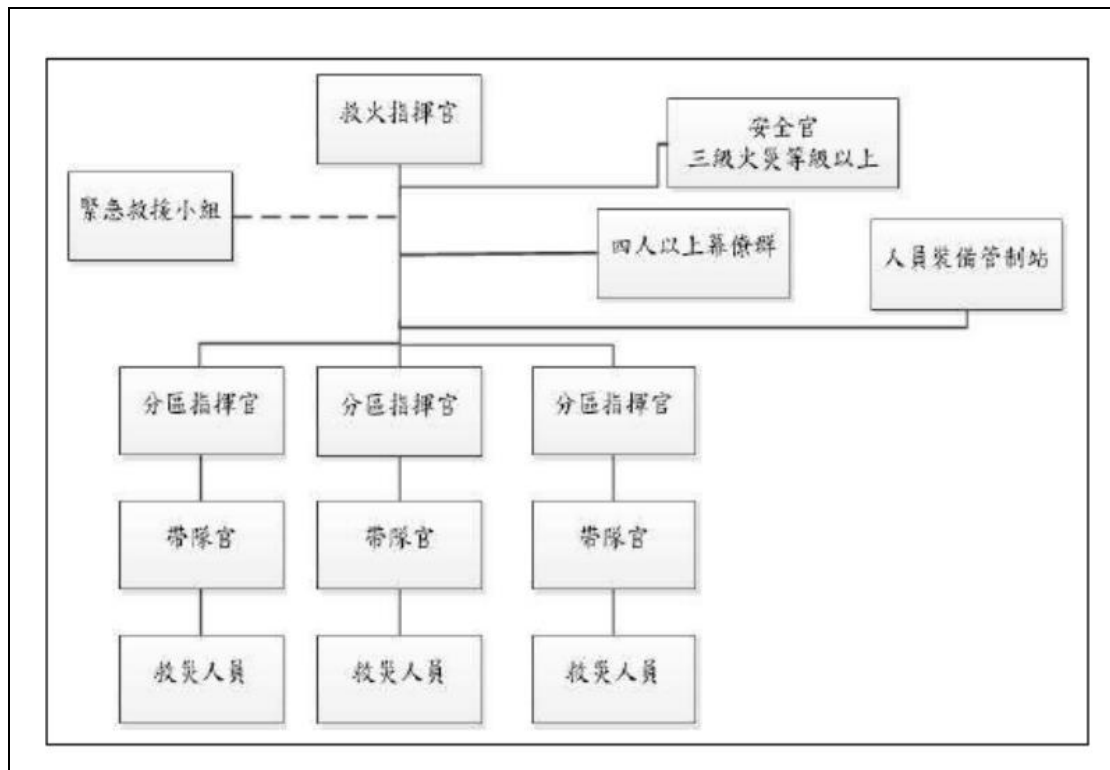 救火指揮官
安全官
三級火災等級以上
緊急救援小組
四人以上幕僚群
人員裝備管制站
分區指揮官
分區指揮官
分區指揮官
帶隊官
帶隊官
帶隊官
救災人員
救災人員
救災人員